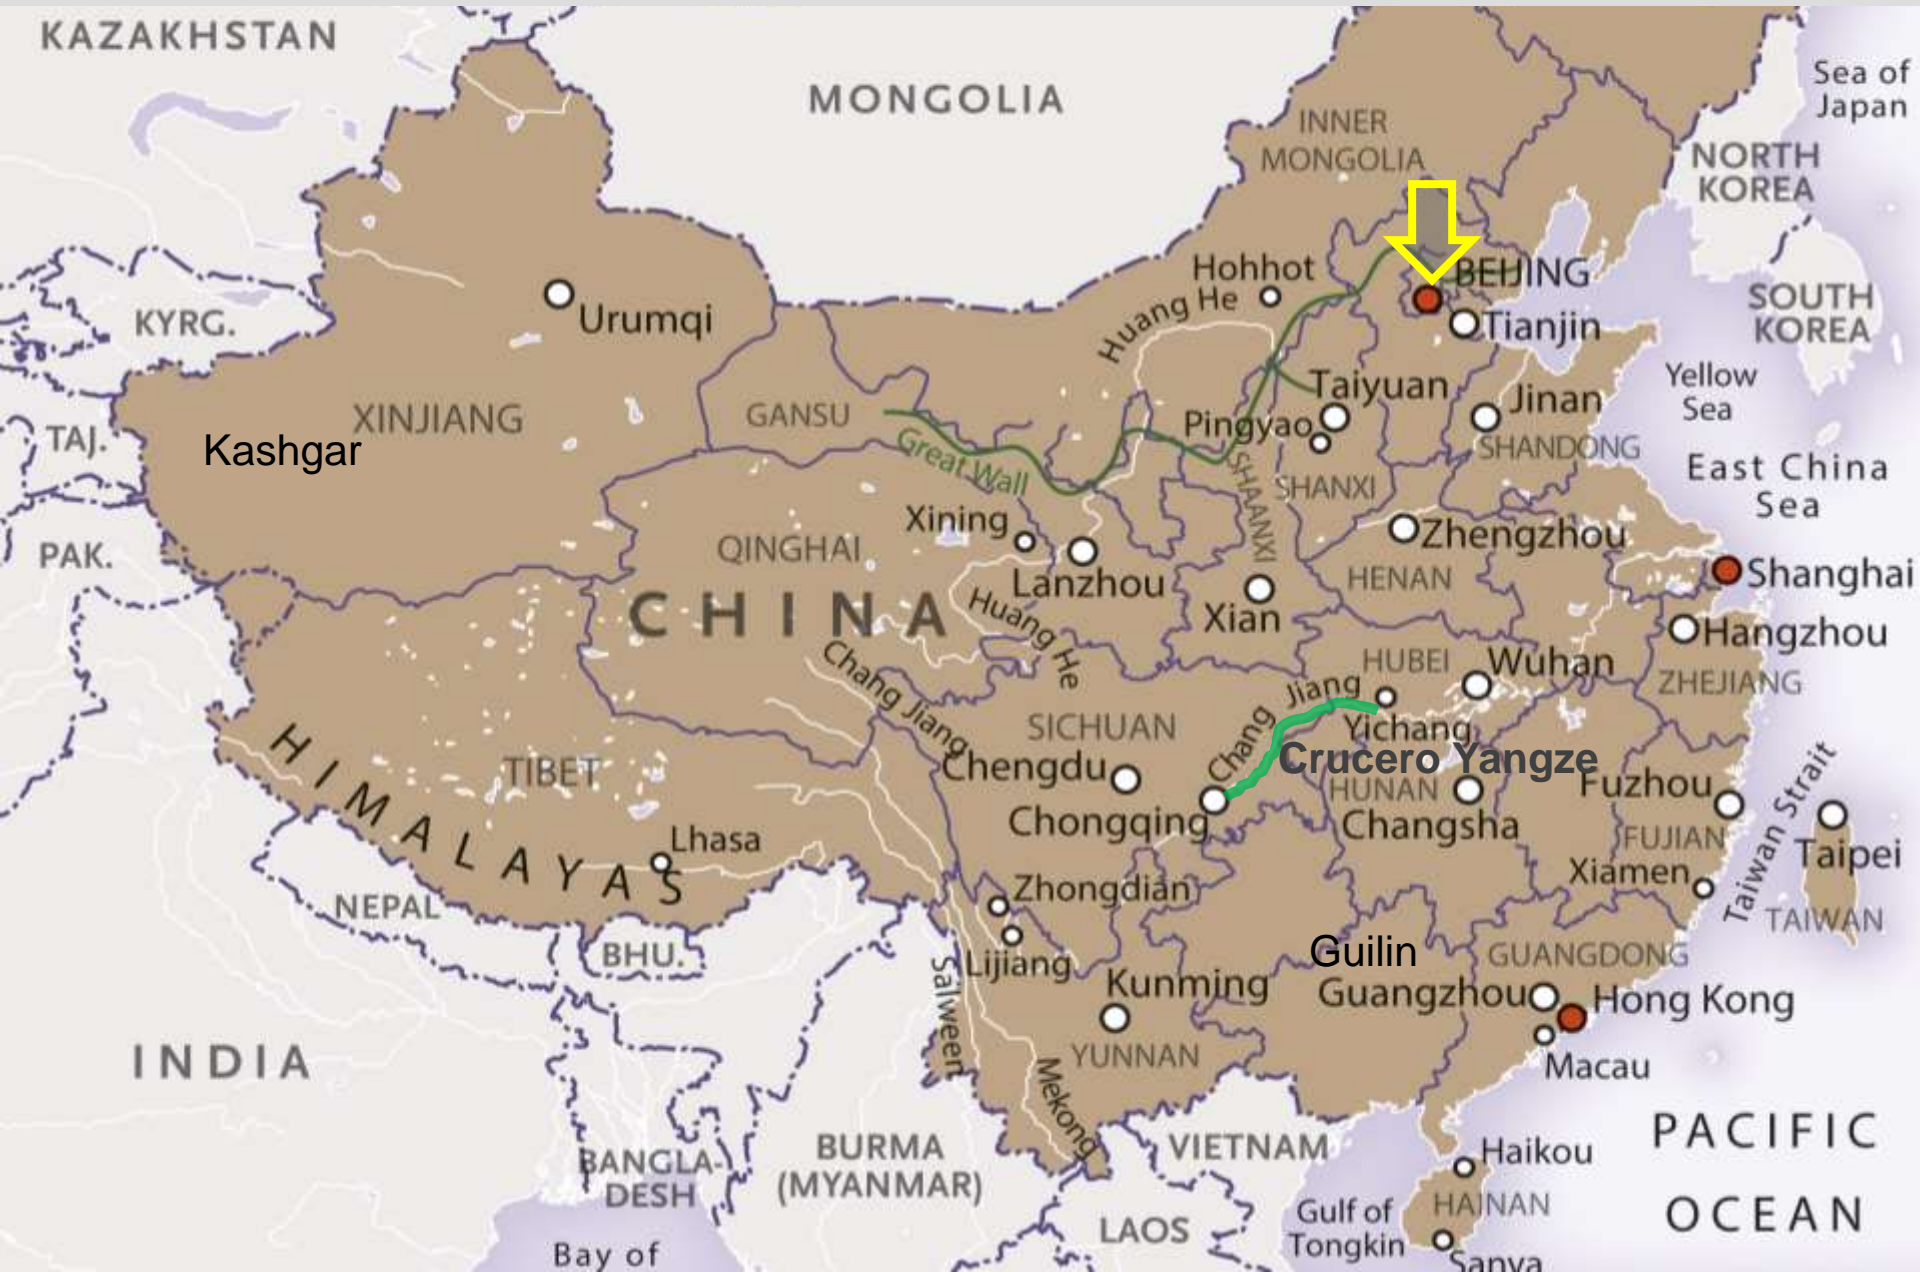 KAZAKHSTAN
MONGOLIA
Sea of
Japan
INNER
MONGOLIA
NORTH
KOREA
Hohhot
BEIJING
Huang He
Urumqi
KYRG.
Tianjin
SOUTH
KOREA
Taiyuan
Yellow
Sea
Jinan
XINJIANG
GANSU
Pingyao
Kashgar
TAJ.
Great Wall
SHANDONG
East China
Sea
SHAANXI
SHANXI
Xining
Zhengzhou
PAK.
QINGHAI
Lanzhou
HENAN
Shanghai
CHINA
Huang He
Xian
Hangzhou
Chang Jiang
HUBEI
Wuhan
ZHEJIANG
Chang Jiang
SICHUAN
Yichang
Crucero Yangze
HIMALAYAS
TIBET
Chengdu
HUNAN
Fuzhou
Chongqing
Changsha
FUJIAN
Taiwan Strait
Taipei
Lhasa
Xiamen
Zhongdian
NEPAL
TAIWAN
BHU.
Lijiang
Guilin
GUANGDONG
Salween
Kunming
Guangzhou
Hong Kong
INDIA
YUNNAN
Macau
Mekong
PACIFIC
OCEAN
BANGLA-
DESH
BURMA
(MYANMAR)
VIETNAM
Haikou
HAINAN
LAOS
Gulf of
Tongkin
Bay of
Sanya